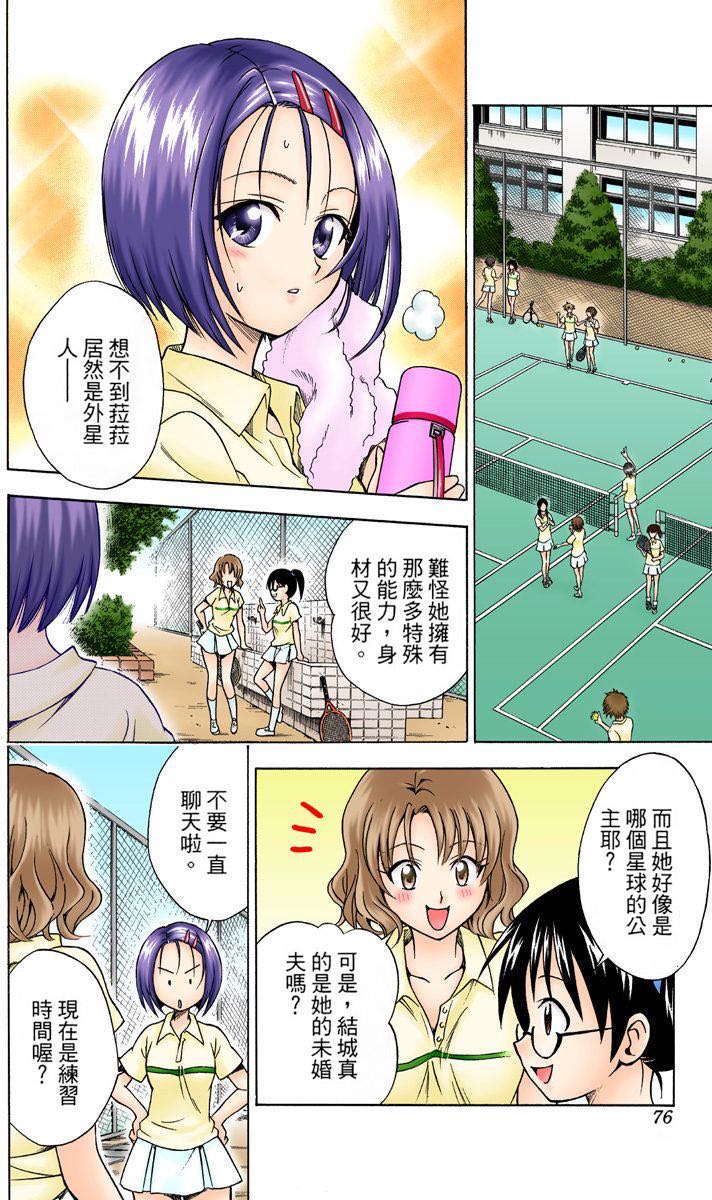 想不到菈菈
居然是外星
人——
難怪她擁有
那麼多特殊
的能力，身
材又很好。
而且她好像是
哪個星球的公
主耶？
可是，結城真
的是她的未婚
夫嗎？
不要一直
聊天啦。
現在是練習
時間喔？
76